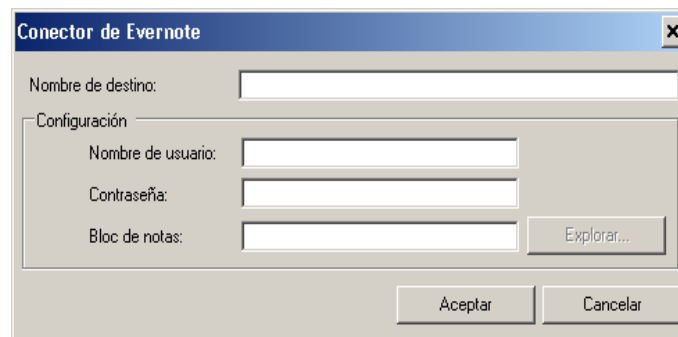 Conector de Evernote
Nombre de destino:
Configuración
Nombre de usuario:
Contraseña:
Bloc de notas:
Explorar...
Aceptar
Cancelar